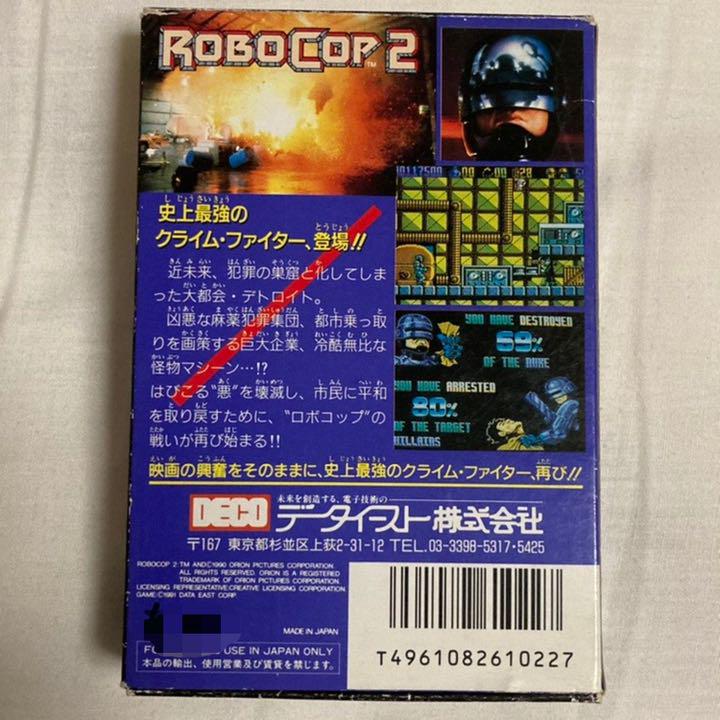 ROBOCOP 2 TM
史上最強の
クライム・ファイター、登場!!
近未来、犯罪の巣窟と化してしま
った大都会・デトロイト。
凶悪な麻薬犯罪集団、都市乗っ取
りを画策する巨大企業、冷酷無比な
怪物マシーン…!?
はびこる“悪”を壊滅し、市民に平和
を取り戻すために、“ロボコップ”の
戦いが再び始まる!!
YOU HAVE DESTROYED
69%
OF THE NUKE
YOU HAVE ARRESTED
80%
OF THE TARGET
VILLAINS
映画の興奮をそのままに、史上最強のクライム・ファイター、再び!!
未来を創造する、電子技術の
DECO データイースト株式会社
〒167 東京都杉並区上荻2-31-12 TEL.03-3398-5317・5425
ROBOCOP 2:TM AND ©1990 ORION PICTURES CORPORATION.
ALL RIGHTS RESERVED. ORION IS A REGISTERED
TRADEMARK OF ORION PICTURES CORPORATION.
LICENSING REPRESENTATIVE:CREATIVE LICENSING CORPORATION.
GAME:©1991 DATA EAST CORP.
MADE IN JAPAN
USE IN JAPAN ONLY
本品の輸出、使用営業及び賃貸を禁じます。
T4961082610227